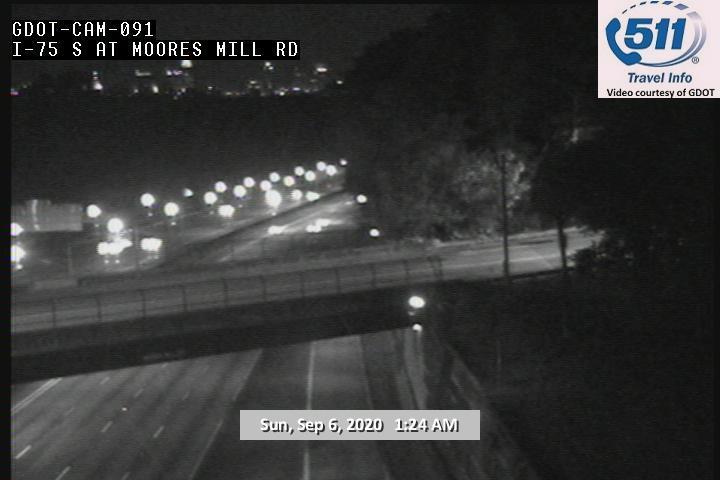 GDOT-CAM-091
I-75 S AT MOORES MILL RD
511
®
Travel Info
Video courtesy of GDOT
Sun, Sep 6, 2020 1:24 AM